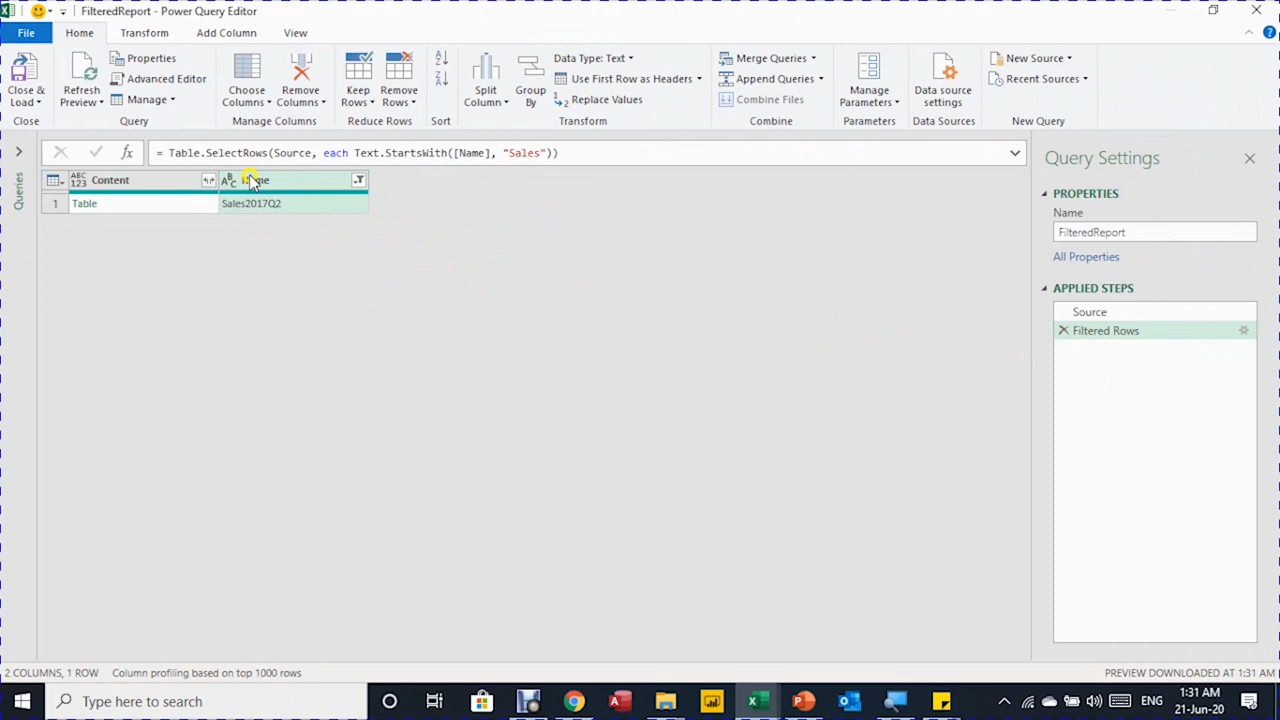 FilteredReport - Power Query Editor
File Home Transform Add Column View
Close & Load
Close
Refresh Preview
Properties
Advanced Editor
Manage
Query
Choose Columns
Remove Columns
Manage Columns
Keep Rows
Remove Rows
Reduce Rows
Sort
Split Column
Group By
Data Type: Text
Use First Row as Headers
Replace Values
Transform
Merge Queries
Append Queries
Combine Files
Combine
Manage Parameters
Parameters
Data source settings
Data Sources
New Source
Recent Sources
New Query
Queries
= Table.SelectRows(Source, each Text.StartsWith([Name], "Sales"))
ABC 123 Content
1 Table Sales2017Q2
Query Settings
PROPERTIES
Name
FilteredReport
All Properties
APPLIED STEPS
Source
Filtered Rows
2 COLUMNS, 1 ROW Column profiling based on top 1000 rows
PREVIEW DOWNLOADED AT 1:31 AM
Type here to search
ENG
1:31 AM
21-Jun-20